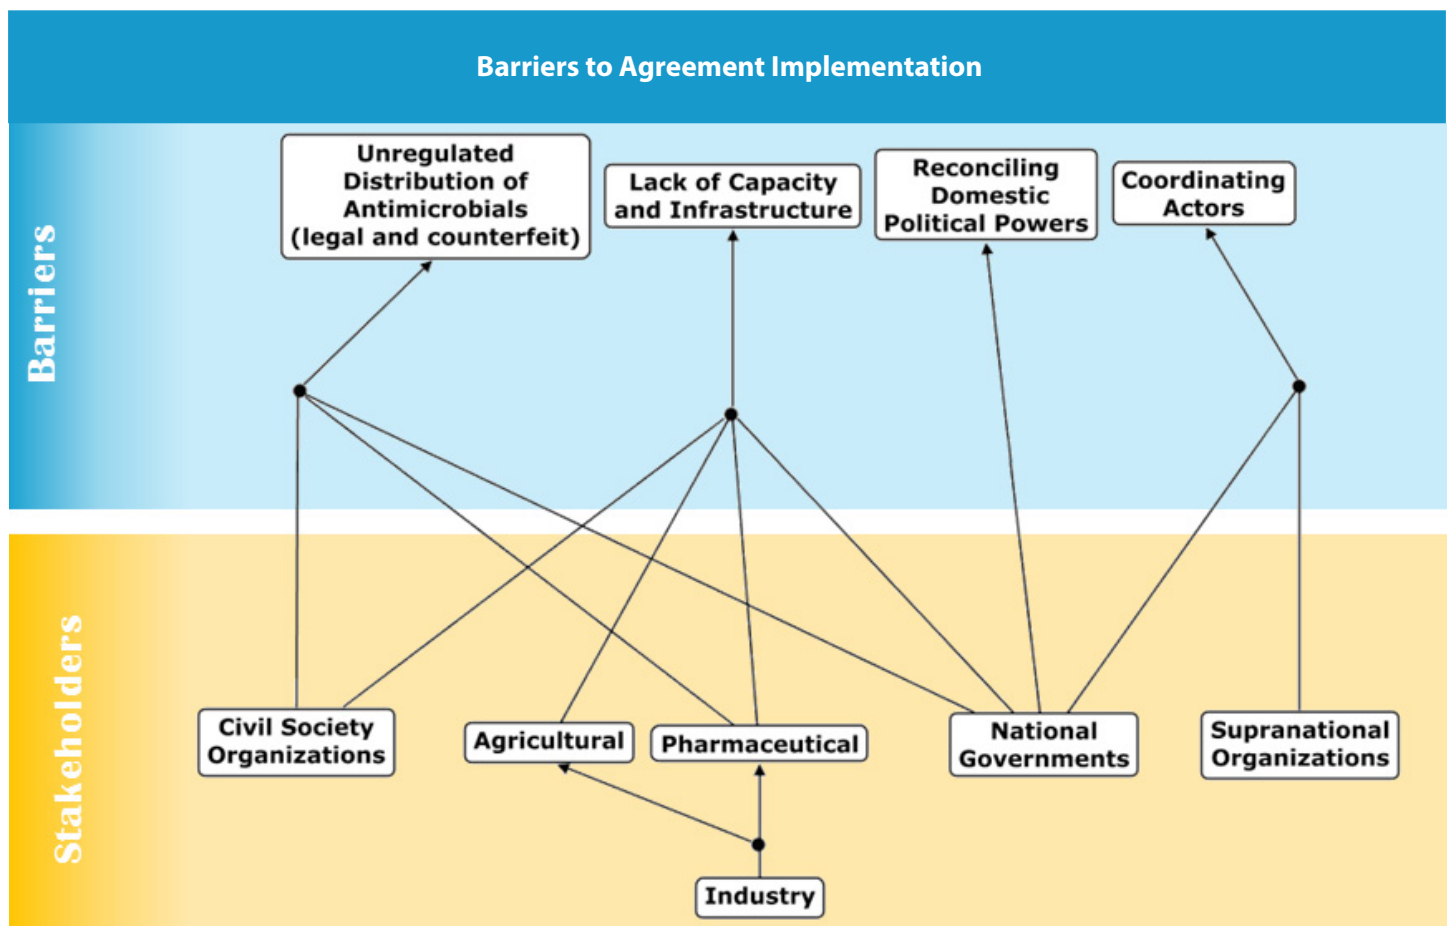 Barriers to Agreement Implementation
Barriers
Unregulated
Distribution of
Antimicrobials
(legal and counterfeit)
Lack of Capacity
and Infrastructure
Reconciling
Domestic
Political Powers
Coordinating
Actors
Stakeholders
Civil Society
Organizations
Agricultural
Pharmaceutical
National
Governments
Supranational
Organizations
Industry